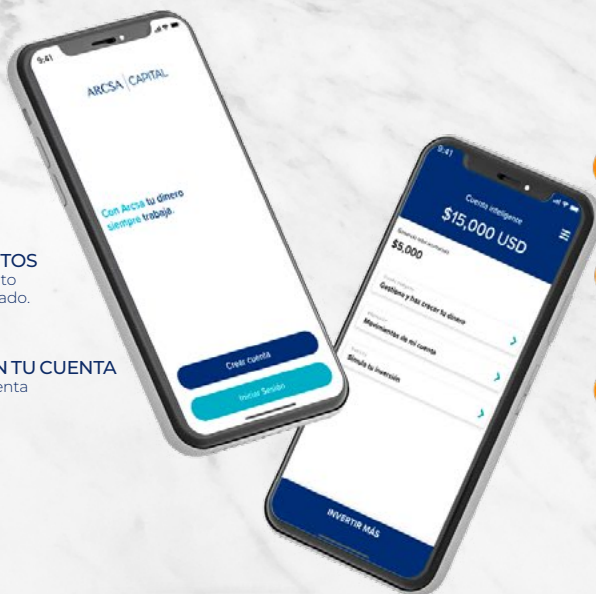 TOS
to
ado.
N TU CUENTA
enta
9:41
ARCSA | CAPITAL
Con Arcsa tu dinero
siempre trabaja.
Crear cuenta
Iniciar Sesión
9:41
Cuenta inteligente
$15,000 USD
$5,000
Gestiona y haz crecer tu dinero
Movimientos de mi cuenta
Simula tu inversión
INVERTIR MÁS